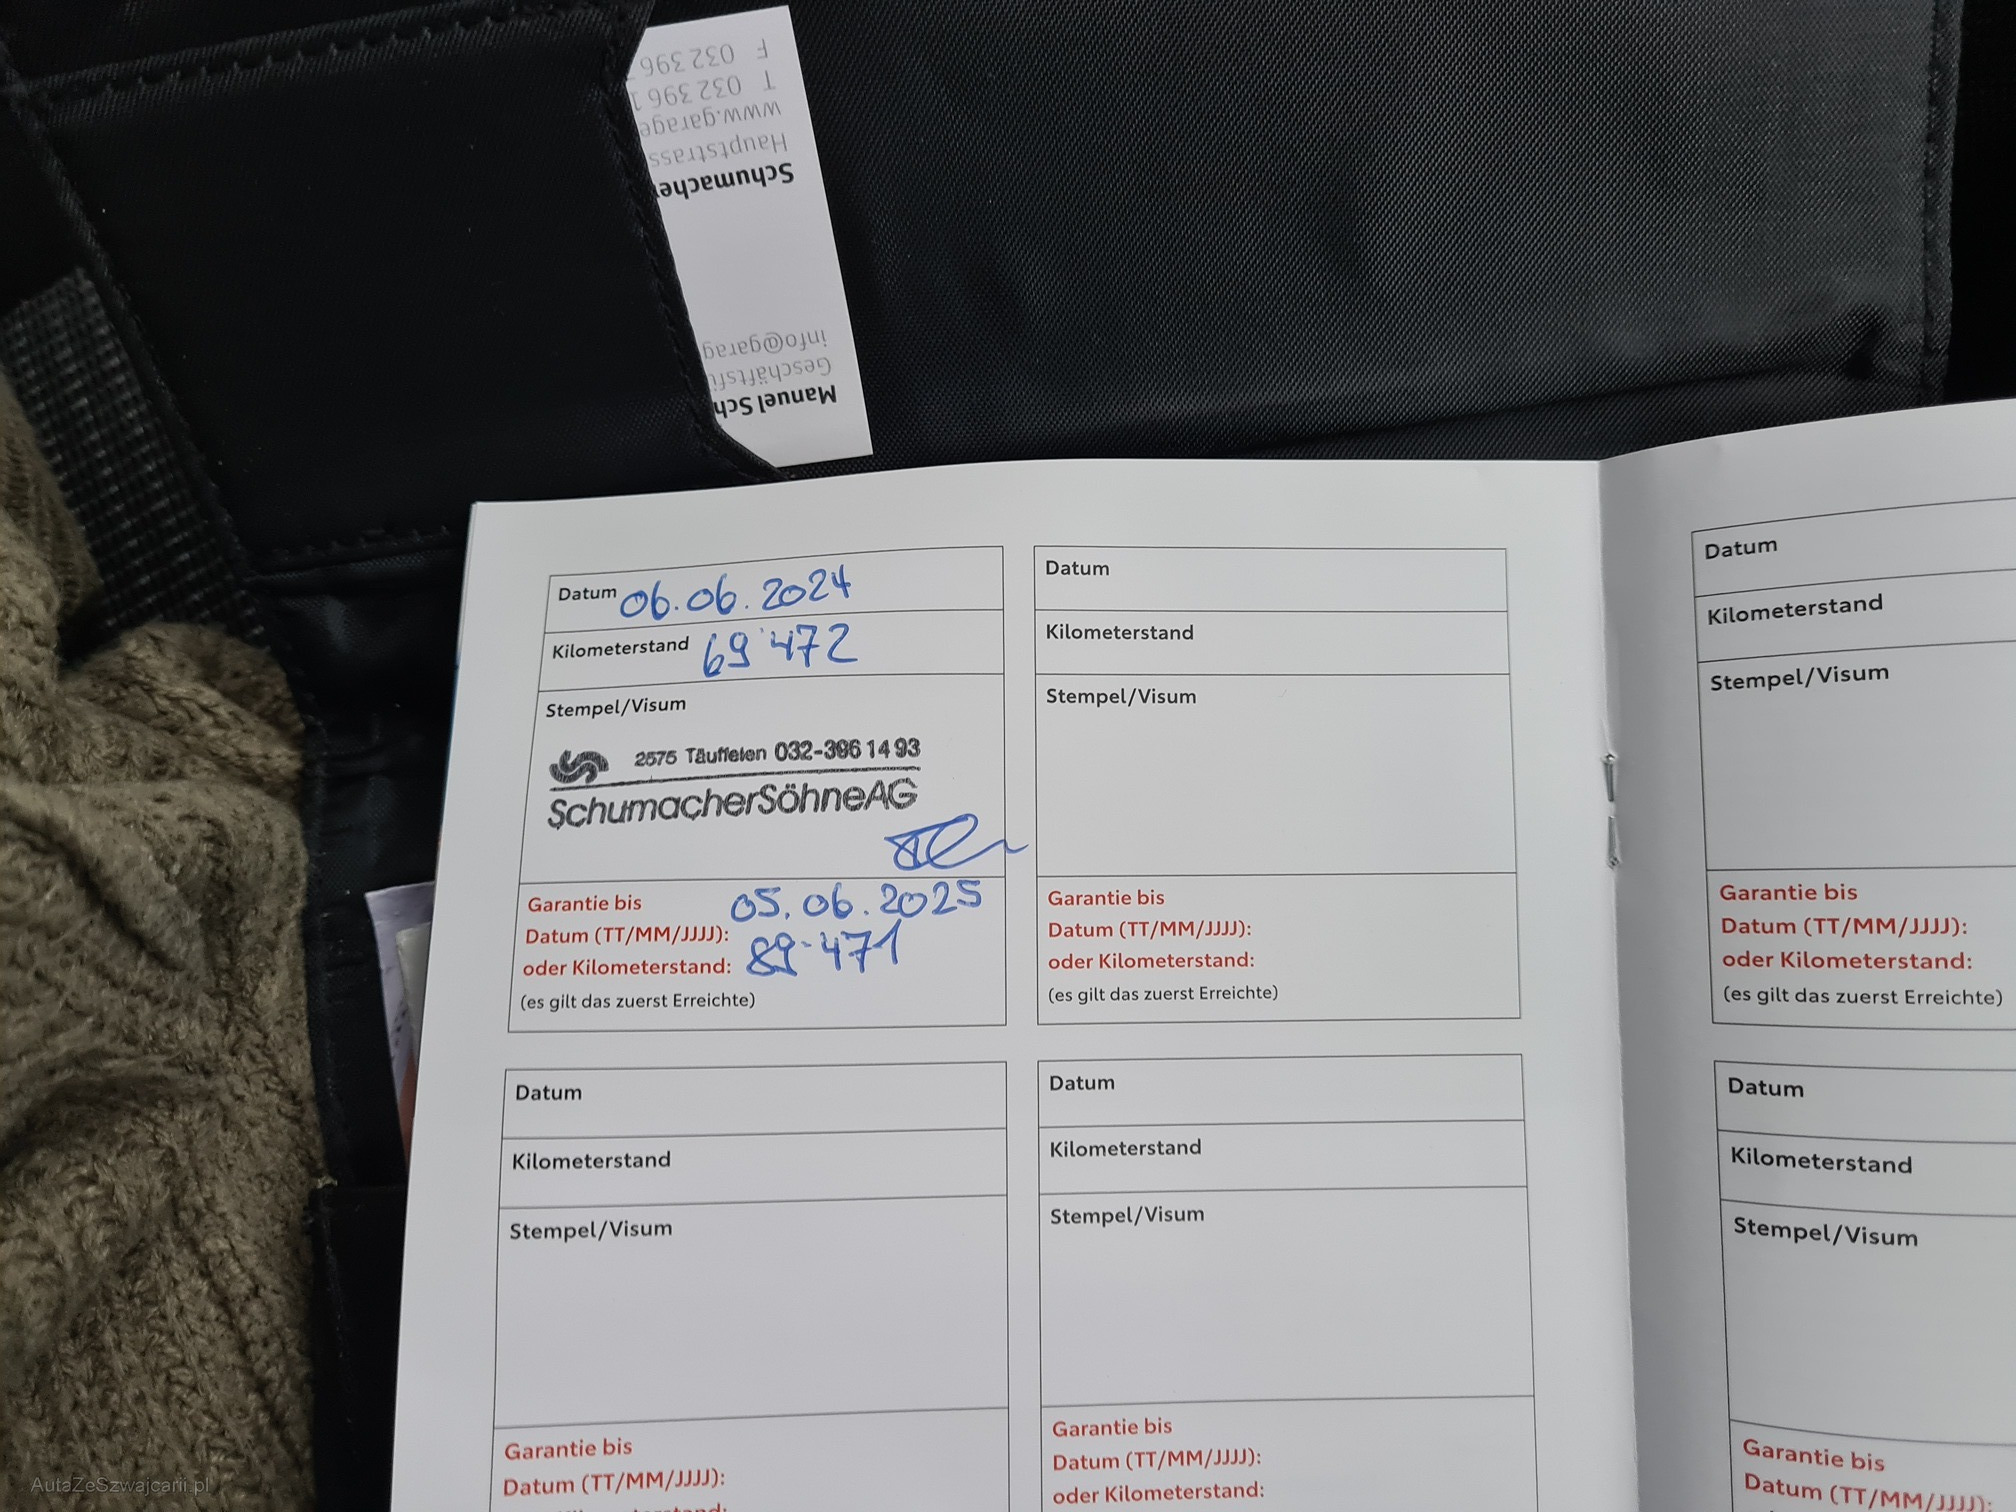 F 032 396
T 032 396 1
www.garage
Hauptstrass
Schumacher
info@garag
Geschäftsfü
Manuel Sch
Datum 06.06.2024
Kilometerstand 69'472
Stempel/Visum
2575 Täuffelen 032-396 14 93
SchumacherSöhneAG
Garantie bis
Datum (TT/MM/JJJJ): 05.06.2025
oder Kilometerstand: 89'471
(es gilt das zuerst Erreichte)
Datum
Kilometerstand
Stempel/Visum
Garantie bis
Datum (TT/MM/JJJJ):
oder Kilometerstand:
(es gilt das zuerst Erreichte)
Datum
Kilometerstand
Stempel/Visum
Garantie bis
Datum (TT/MM/JJJJ):
oder Kilometerstand:
(es gilt das zuerst Erreichte)
Datum
Kilometerstand
Stempel/Visum
Garantie bis
Datum (TT/MM/JJJJ):
Datum
Kilometerstand
Stempel/Visum
Garantie bis
Datum (TT/MM/JJJJ):
oder Kilometerstand:
Datum
Kilometerstand
Stempel/Visum
Garantie bis
Datum (TT/MM/JJJJ):
AutaZeSzwajcarii.pl